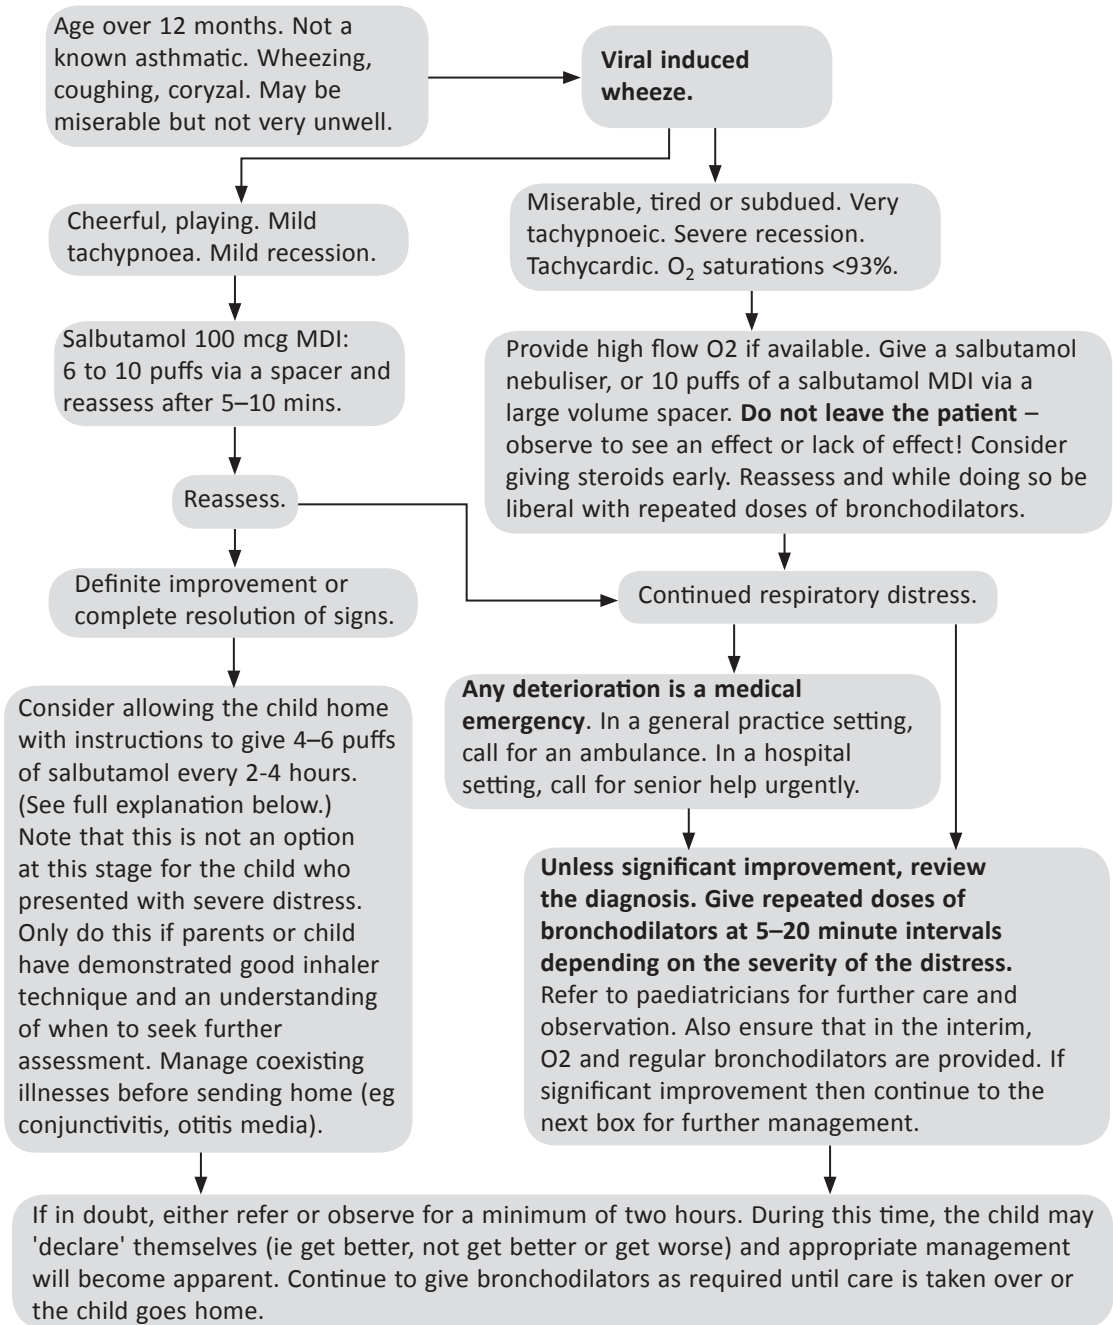 Age over 12 months. Not a
known asthmatic. Wheezing,
coughing, coryzal. May be
miserable but not very unwell.
Viral induced
wheeze.
Cheerful, playing. Mild
tachypnoea. Mild recession.
Miserable, tired or subdued. Very
tachypnoeic. Severe recession.
Tachycardic. O₂ saturations <93%.
Salbutamol 100 mcg MDI:
6 to 10 puffs via a spacer and
reassess after 5–10 mins.
Provide high flow O2 if available. Give a salbutamol
nebuliser, or 10 puffs of a salbutamol MDI via a
large volume spacer. Do not leave the patient –
observe to see an effect or lack of effect! Consider
giving steroids early. Reassess and while doing so be
liberal with repeated doses of bronchodilators.
Reassess.
Definite improvement or
complete resolution of signs.
Continued respiratory distress.
Any deterioration is a medical
emergency. In a general practice setting,
call for an ambulance. In a hospital
setting, call for senior help urgently.
Consider allowing the child home
with instructions to give 4–6 puffs
of salbutamol every 2-4 hours.
(See full explanation below.)
Note that this is not an option
at this stage for the child who
presented with severe distress.
Only do this if parents or child
have demonstrated good inhaler
technique and an understanding
of when to seek further
assessment. Manage coexisting
illnesses before sending home (eg
conjunctivitis, otitis media).
Unless significant improvement, review
the diagnosis. Give repeated doses of
bronchodilators at 5–20 minute intervals
depending on the severity of the distress.
Refer to paediatricians for further care and
observation. Also ensure that in the interim,
O2 and regular bronchodilators are provided. If
significant improvement then continue to the
next box for further management.
If in doubt, either refer or observe for a minimum of two hours. During this time, the child may
'declare' themselves (ie get better, not get better or get worse) and appropriate management
will become apparent. Continue to give bronchodilators as required until care is taken over or
the child goes home.